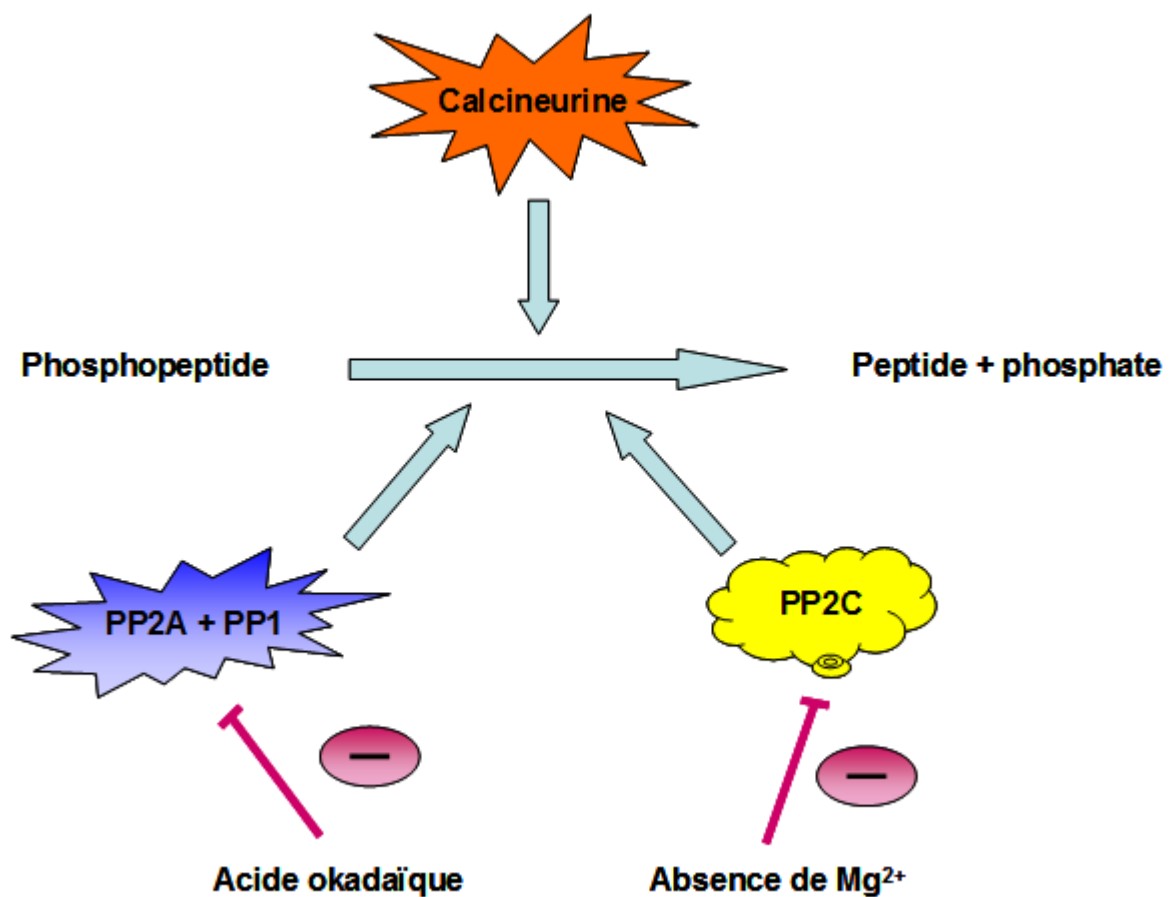 Calcineurine
Phosphopeptide
Peptide + phosphate
PP2A + PP1
PP2C
Acide okadaïque
Absence de Mg²⁺